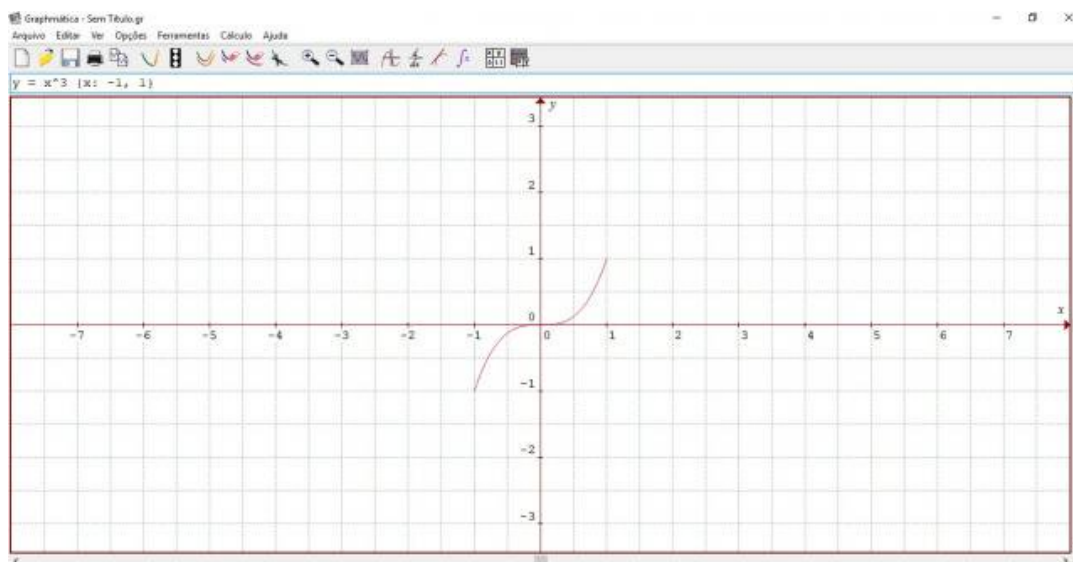 Graphmática - Sem Título.gr
Arquivo Editar Ver Opções Ferramentas Cálculo Ajuda
y = x^3 {x: -1, 1}
y
3
2
1
0
x
-7 -6 -5 -4 -3 -2 -1 0 1 2 3 4 5 6 7
-1
-2
-3